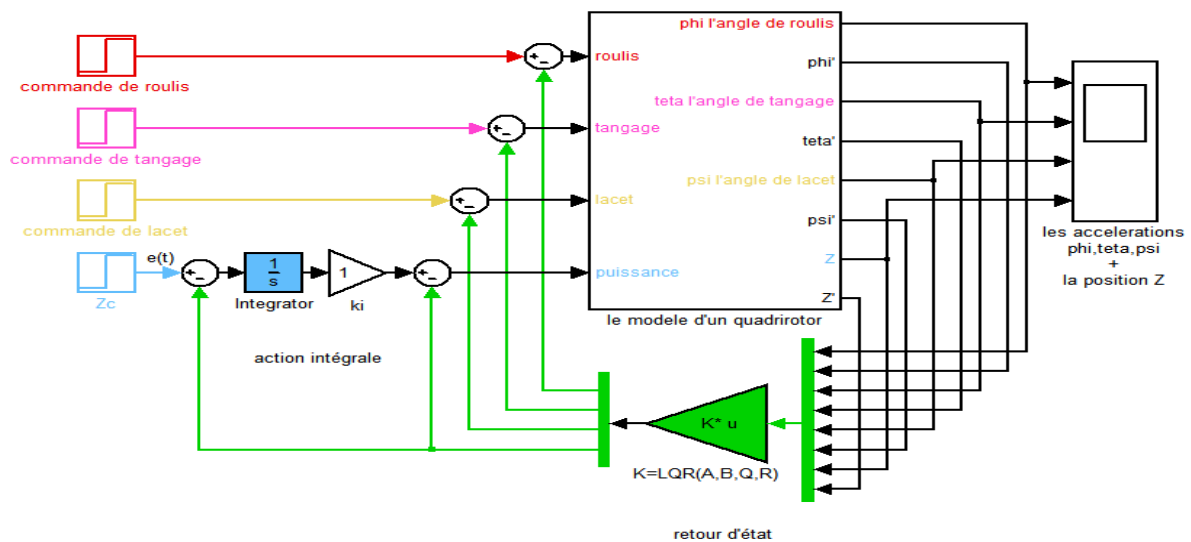 phi l'angle de roulis
roulis
phi'
commande de roulis
teta l'angle de tangage
tangage
teta'
commande de tangage
psi l'angle de lacet
lacet
psi'
commande de lacet
les accelerations
phi,teta,psi
+
la position Z
e(t)
Zc
1
s
Integrator
1
ki
puissance
Z
Z'
le modele d'un quadrirotor
action intégrale
K* u
K=LQR(A,B,Q,R)
retour d'état